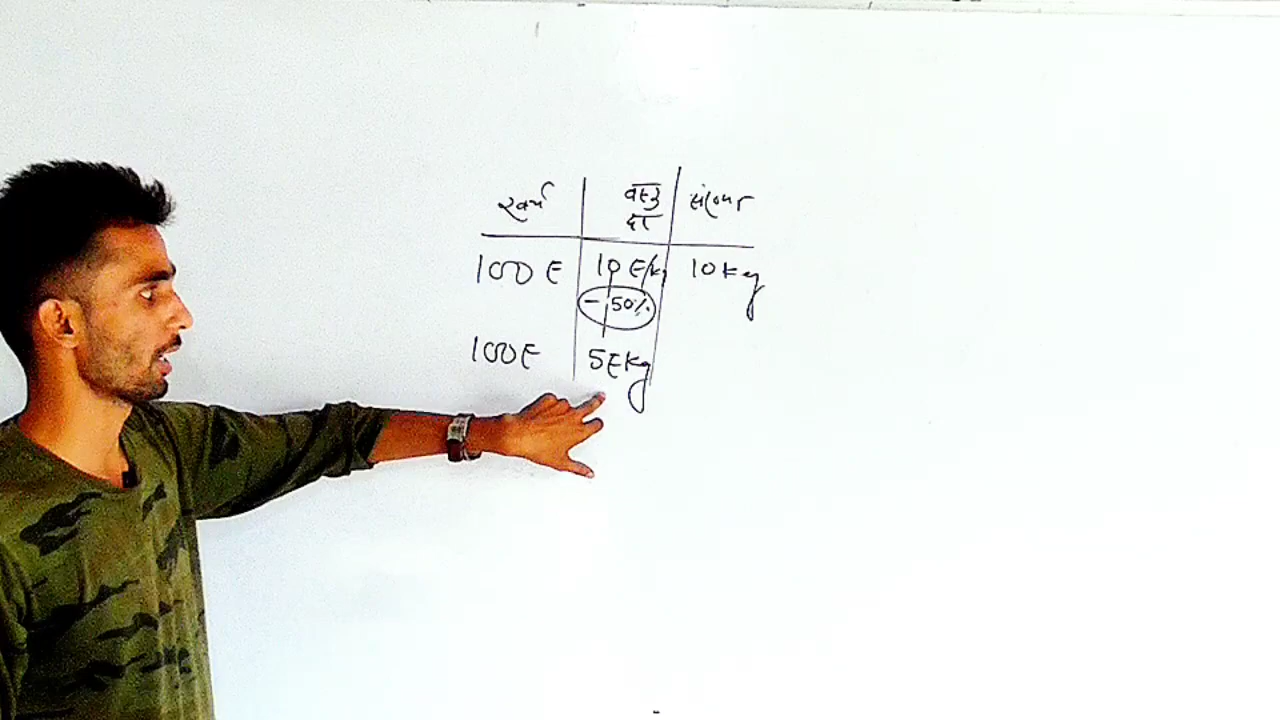 खर्च वस्तु दर संख्या
100 ₹ 10 ₹/kg 10 kg
- 50%
100 ₹ 5 ₹ kg